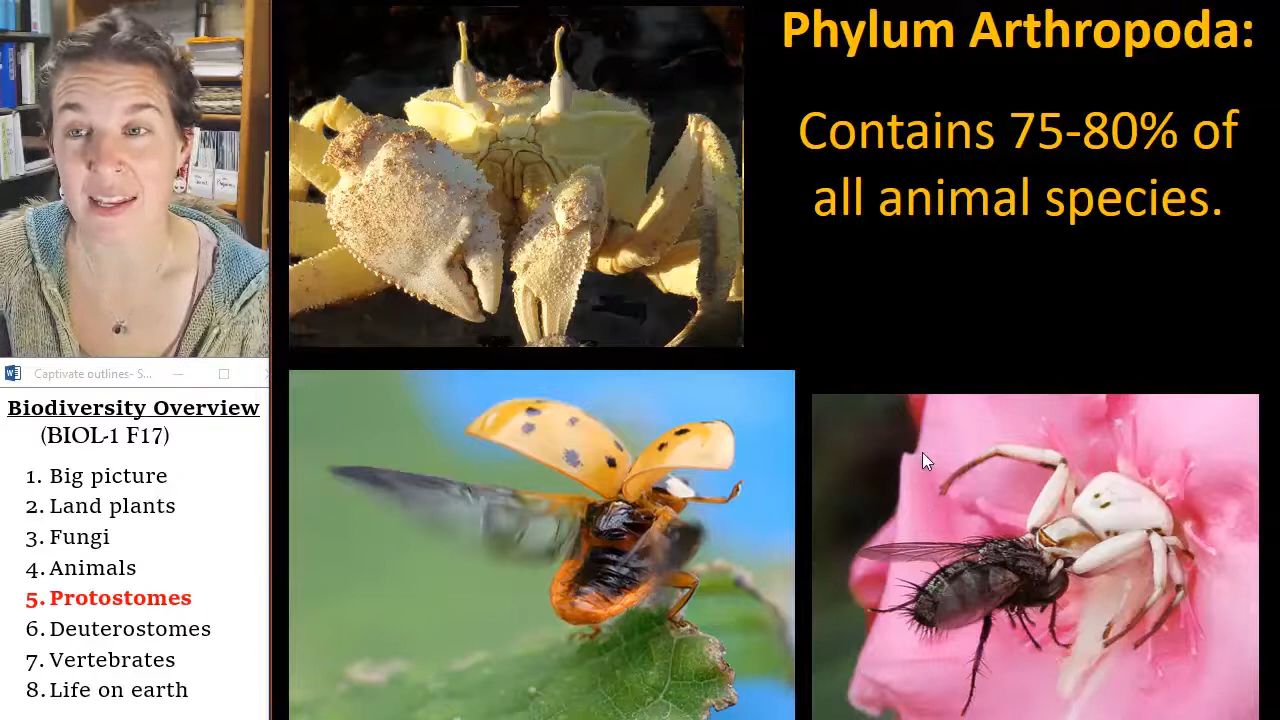 Phylum Arthropoda:
Contains 75-80% of
all animal species.
Captivate outlines- S...
Biodiversity Overview
(BIOL-1 F17)
1. Big picture
2. Land plants
3. Fungi
4. Animals
5. Protostomes
6. Deuterostomes
7. Vertebrates
8. Life on earth